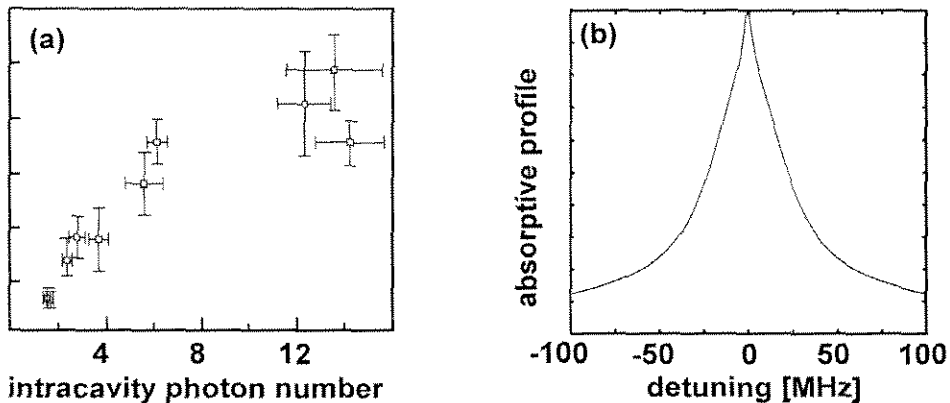 (a)
4 8 12
intracavity photon number
(b)
absorptive profile
-100 -50 0 50 100
detuning [MHz]